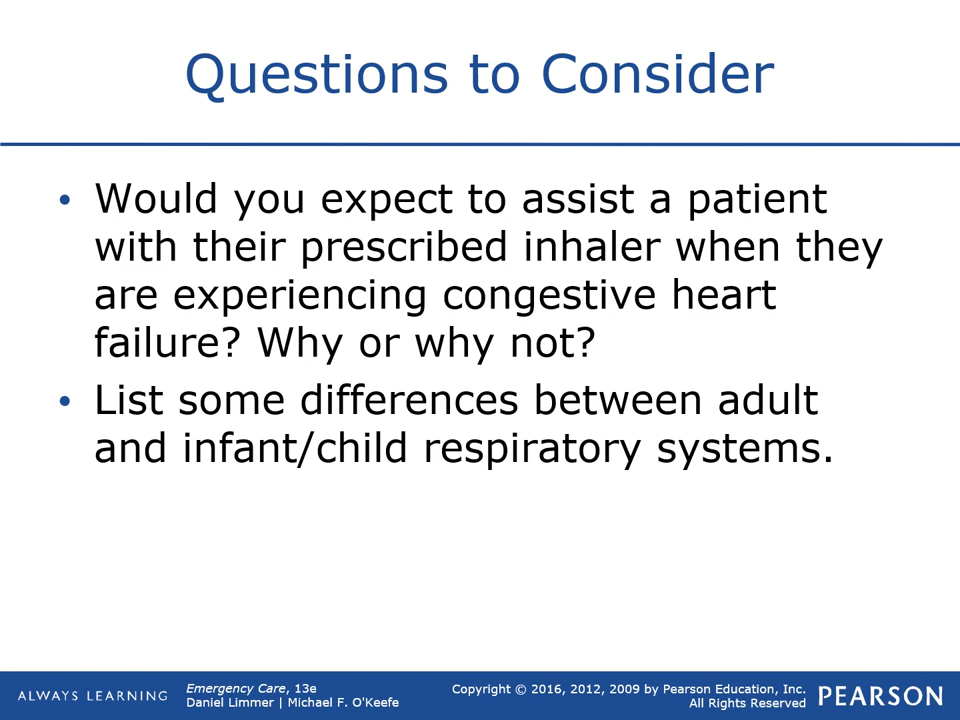 Questions to Consider
• Would you expect to assist a patient
with their prescribed inhaler when they
are experiencing congestive heart
failure? Why or why not?
• List some differences between adult
and infant/child respiratory systems.
ALWAYS LEARNING
Emergency Care, 13e
Daniel Limmer | Michael F. O'Keefe
Copyright © 2016, 2012, 2009 by Pearson Education, Inc.
All Rights Reserved
PEARSON